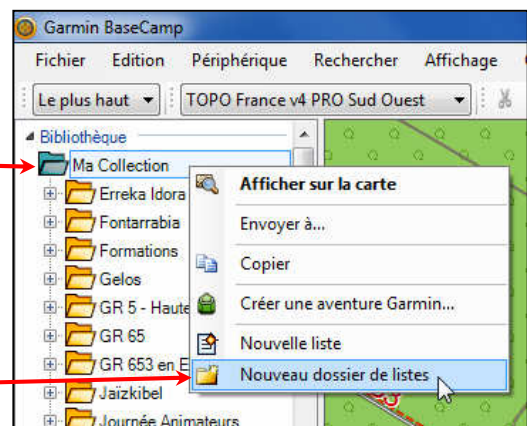 Garmin BaseCamp
Fichier Edition Périphérique Rechercher Affichage
Le plus haut TOPO France v4 PRO Sud Ouest
Bibliothèque
Ma Collection
Erreka Idora
Fontarrabia
Formations
Gelos
GR 5 - Haute
GR 65
GR 653 en E
Jaïzkibel
Journée Animateurs
Afficher sur la carte
Envoyer à...
Copier
Créer une aventure Garmin...
Nouvelle liste
Nouveau dossier de listes